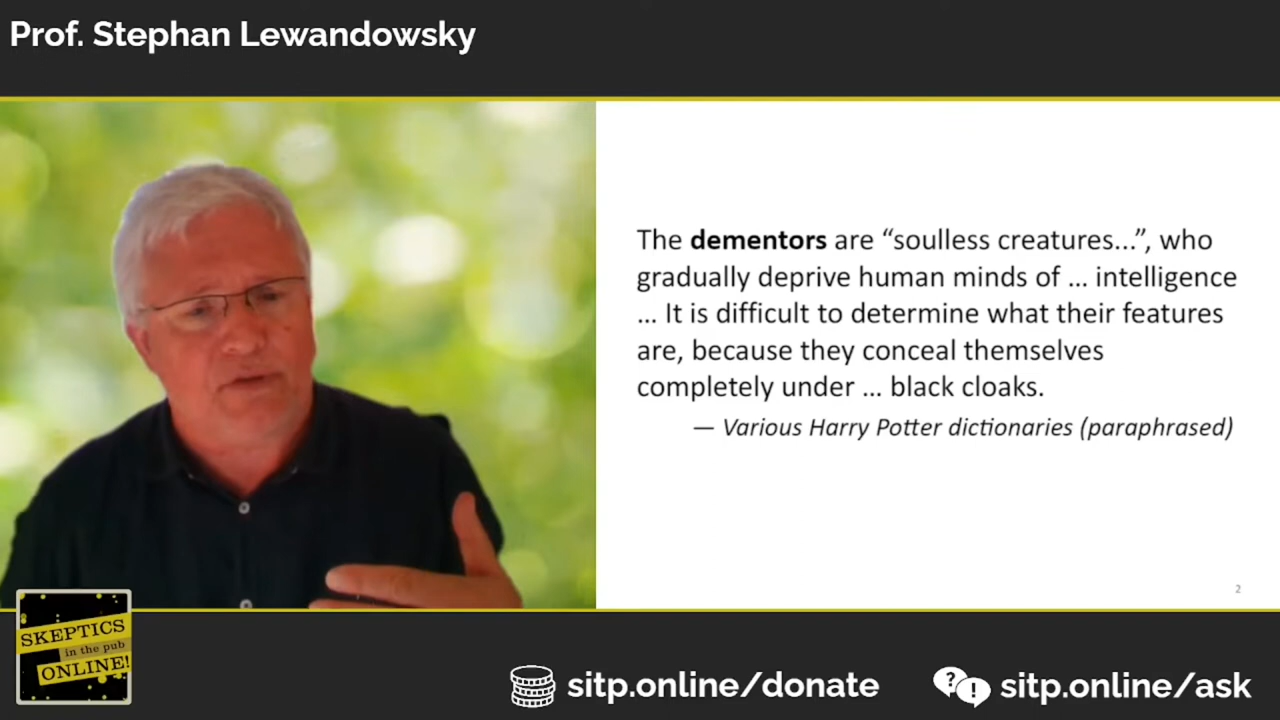 Prof. Stephan Lewandowsky
The dementors are “soulless creatures...”, who
gradually deprive human minds of ... intelligence
... It is difficult to determine what their features
are, because they conceal themselves
completely under ... black cloaks.
— Various Harry Potter dictionaries (paraphrased)
2
SKEPTICS
in the pub
ONLINE!
sitp.online/donate
?!
sitp.online/ask